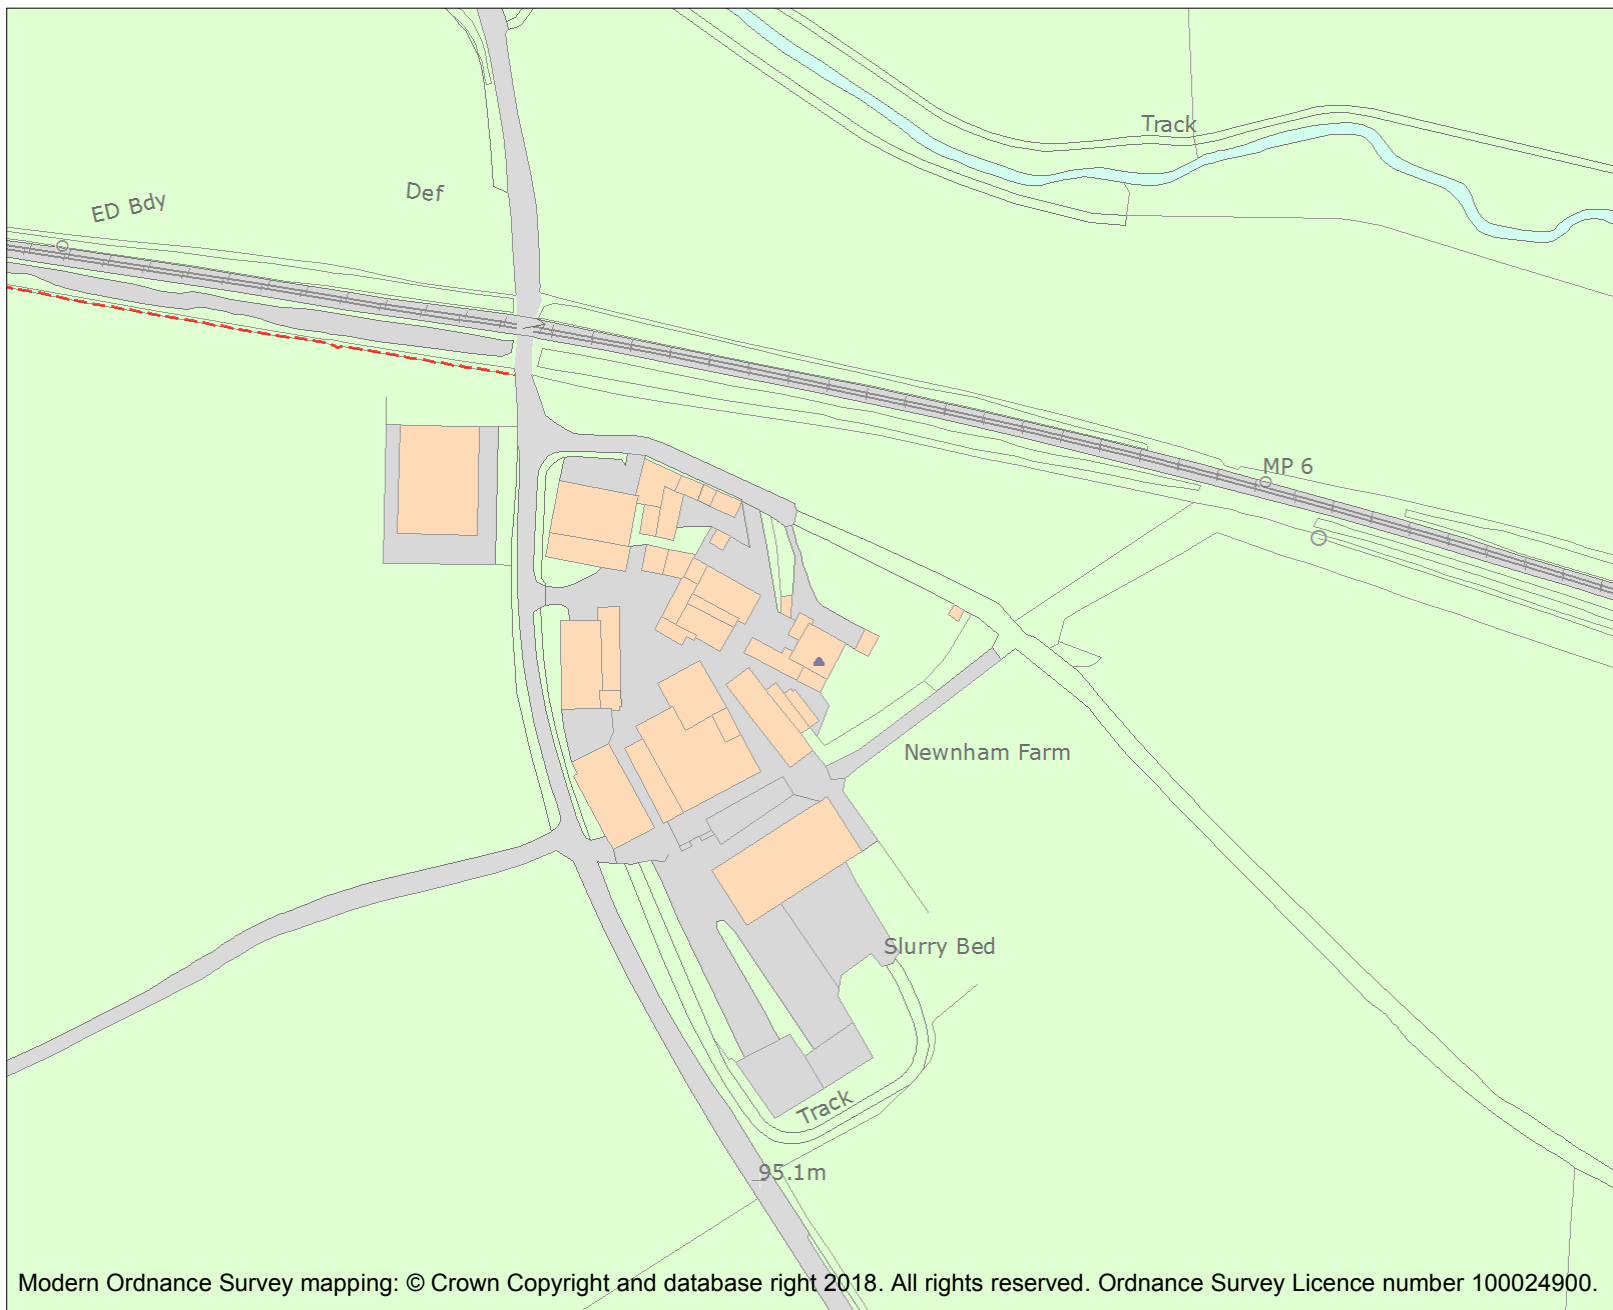 Track
Def
ED Bdy
MP 6
Newnham Farm
Slurry Bed
Track
95.1m
Modern Ordnance Survey mapping: © Crown Copyright and database right 2018. All rights reserved. Ordnance Survey Licence number 100024900.